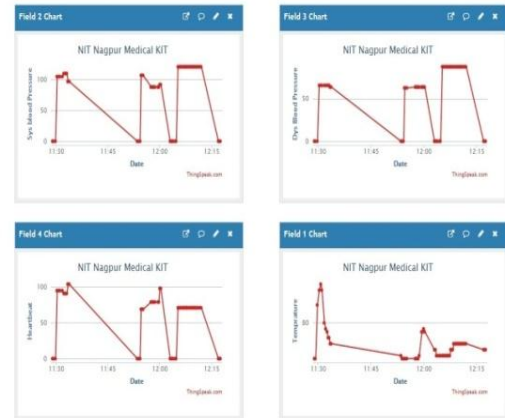 Field 2 Chart
NIT Nagpur Medical KIT
Sys blood Pressure
100
50
0
11:30 11:45 12:00 12:15
Date
ThingSpeak.com
Field 3 Chart
NIT Nagpur Medical KIT
Dys Blood Pressure
50
0
11:30 11:45 12:00 12:15
Date
ThingSpeak.com
Field 4 Chart
NIT Nagpur Medical KIT
Heartbeat
100
50
0
11:30 11:45 12:00 12:15
Date
ThingSpeak.com
Field 1 Chart
NIT Nagpur Medical KIT
Temprature
50
11:30 11:45 12:00 12:15
Date
ThingSpeak.com